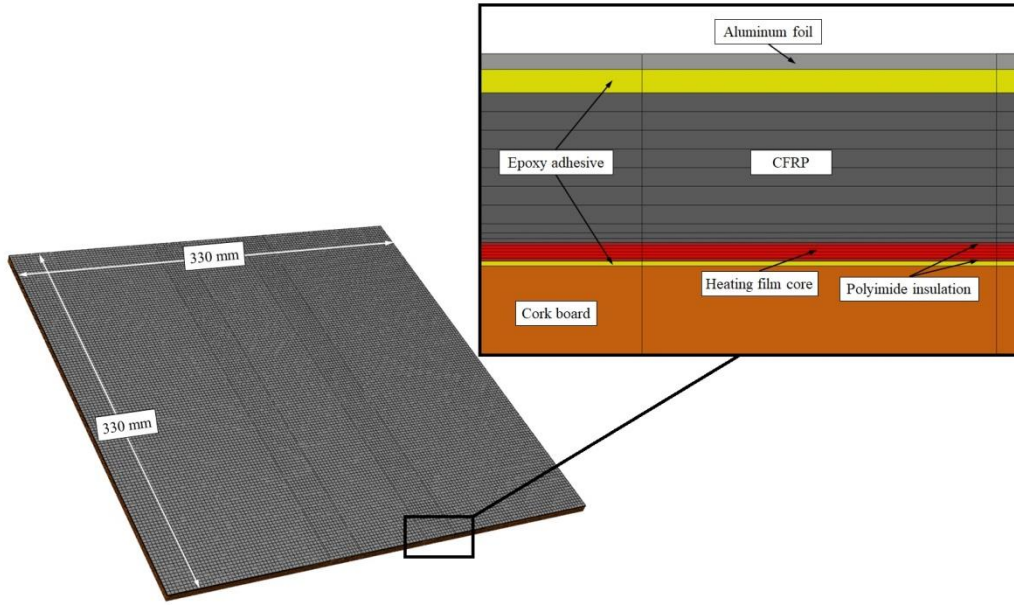 Aluminum foil
Epoxy adhesive
CFRP
Heating film core
Polyimide insulation
Cork board
330 mm
330 mm